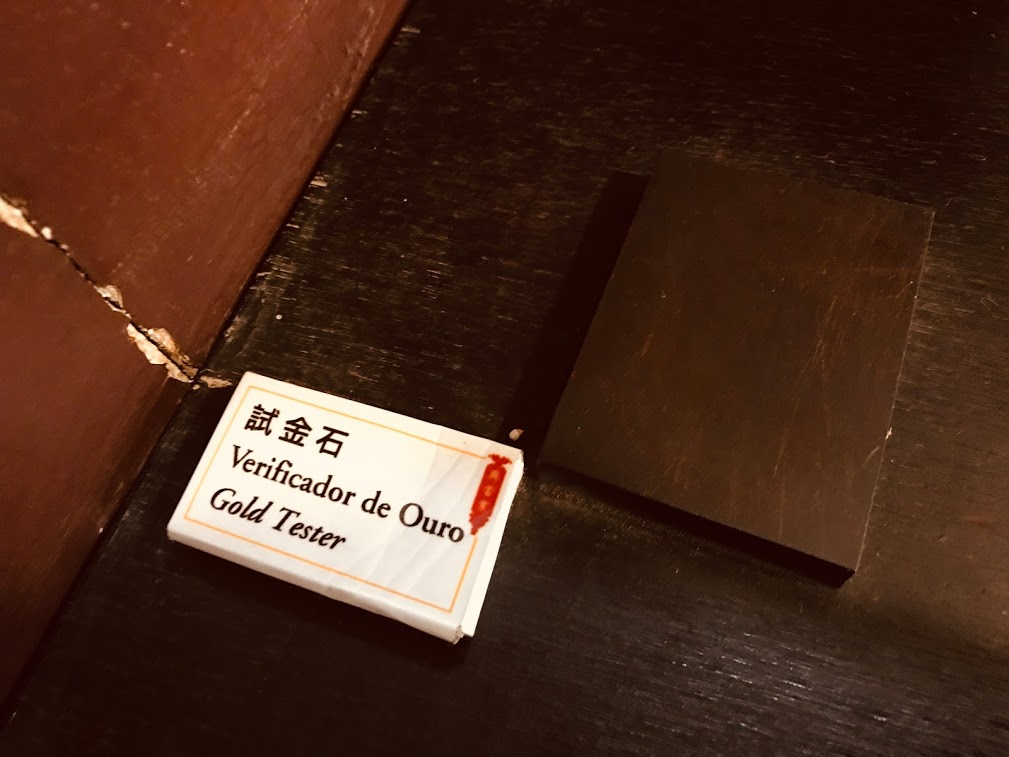 試金石
Verificador de Ouro
Gold Tester